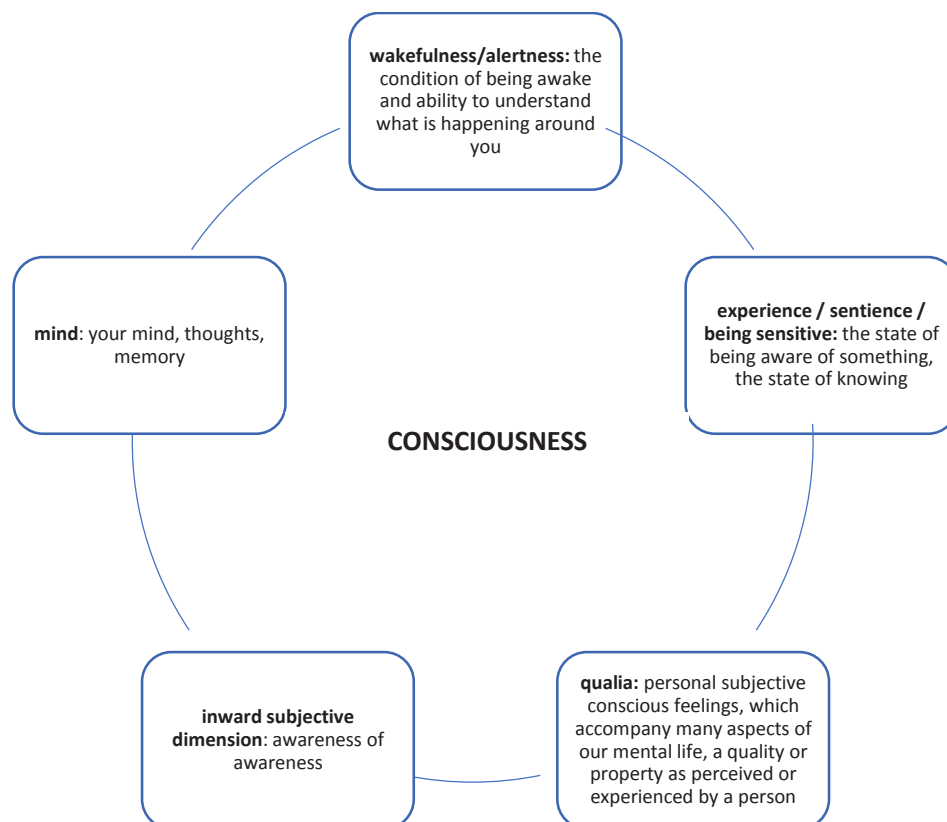 wakefulness/alertness: the
condition of being awake
and ability to understand
what is happening around
you
mind: your mind, thoughts,
memory
experience / sentience /
being sensitive: the state of
being aware of something,
the state of knowing
CONSCIOUSNESS
inward subjective
dimension: awareness of
awareness
qualia: personal subjective
conscious feelings, which
accompany many aspects of
our mental life, a quality or
property as perceived or
experienced by a person